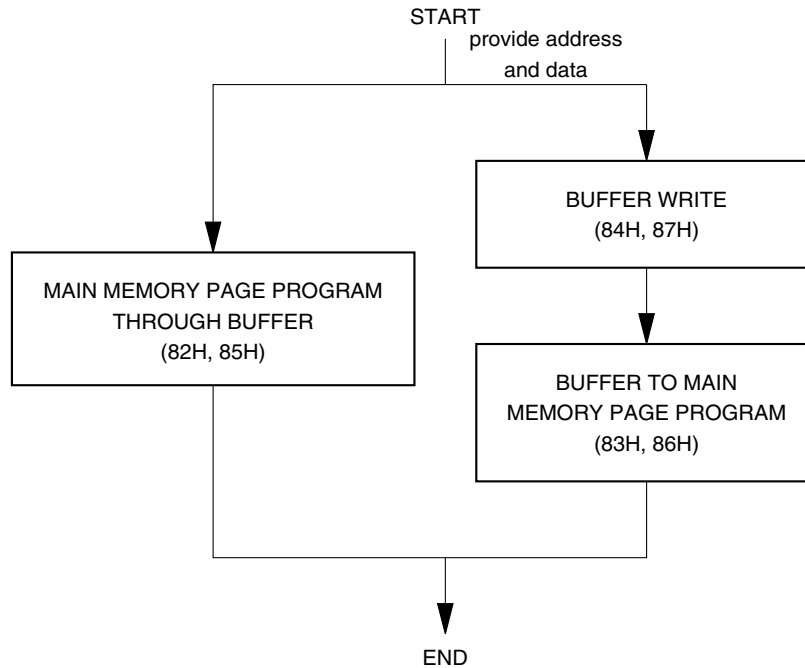 START
provide address
and data
BUFFER WRITE
(84H, 87H)
MAIN MEMORY PAGE PROGRAM
THROUGH BUFFER
(82H, 85H)
BUFFER TO MAIN
MEMORY PAGE PROGRAM
(83H, 86H)
END